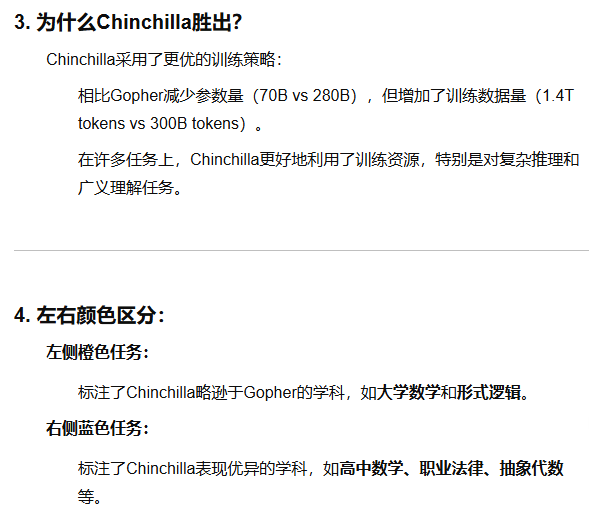 3. 为什么Chinchilla胜出？
Chinchilla采用了更优的训练策略：
相比Gopher减少参数量（70B vs 280B），但增加了训练数据量（1.4T
tokens vs 300B tokens）。
在许多任务上，Chinchilla更好地利用了训练资源，特别是对复杂推理和
广义理解任务。
4. 左右颜色区分：
左侧橙色任务：
标注了Chinchilla略逊于Gopher的学科，如大学数学和形式逻辑。
右侧蓝色任务：
标注了Chinchilla表现优异的学科，如高中数学、职业法律、抽象代数
等。